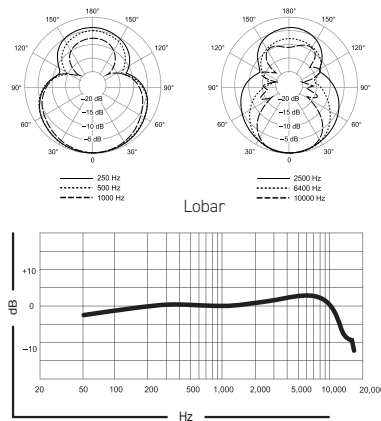 180°
180°
150° 150°
150° 150°
120° 120°
120° 120°
90° 90°
90° 90°
–20 dB
–20 dB
–15 dB
–15 dB
60° 60°
60° 60°
–10 dB
–10 dB
–5 dB
–5 dB
30° 30°
30° 30°
0
0
250 Hz
500 Hz
1000 Hz
2500 Hz
6400 Hz
10000 Hz
Lobar
dB
+10
0
–10
20 50 100 200 500 1,000 2,000 5,000 10,000 20,000
Hz